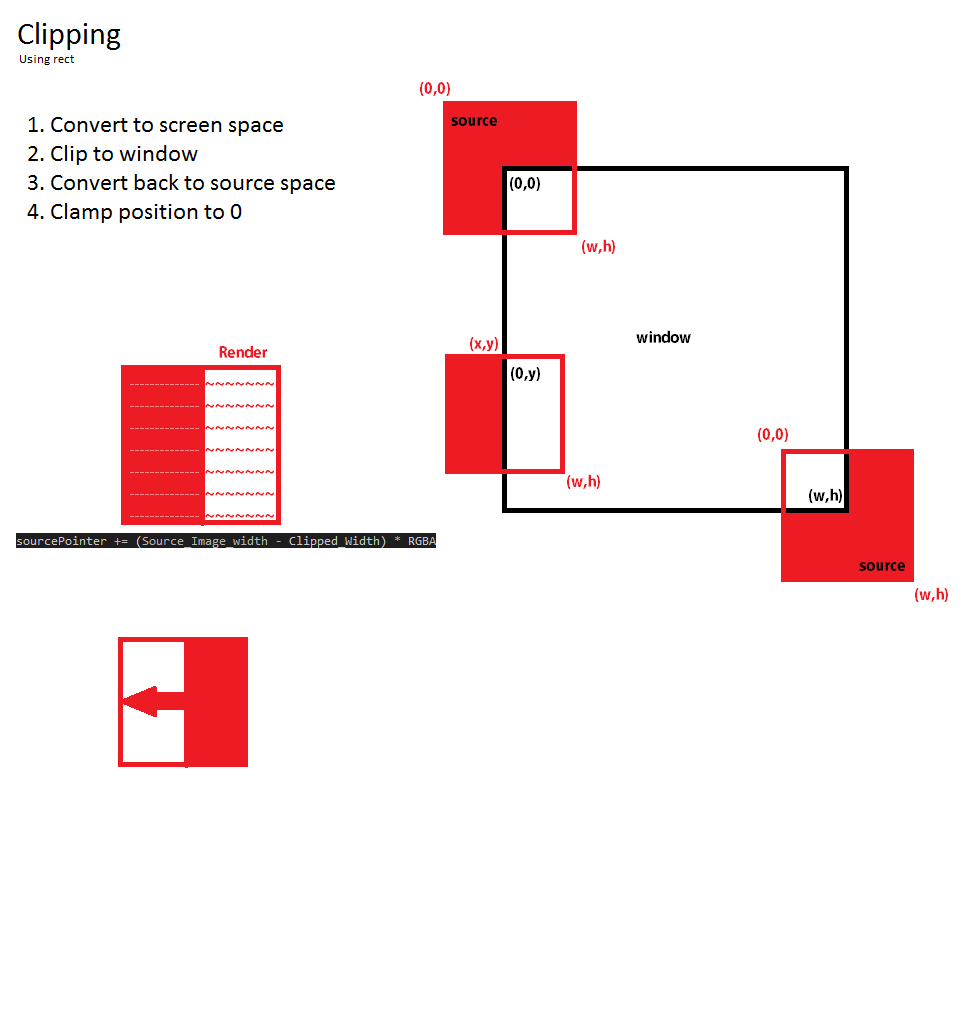 Clipping
Using rect
1. Convert to screen space
2. Clip to window
3. Convert back to source space
4. Clamp position to 0
(0,0)
source
(0,0)
(w,h)
window
(x,y)
(0,y)
(w,h)
(0,0)
(w,h)
source
(w,h)
Render
sourcePointer += (Source_Image_width - Clipped_Width) * RGBA